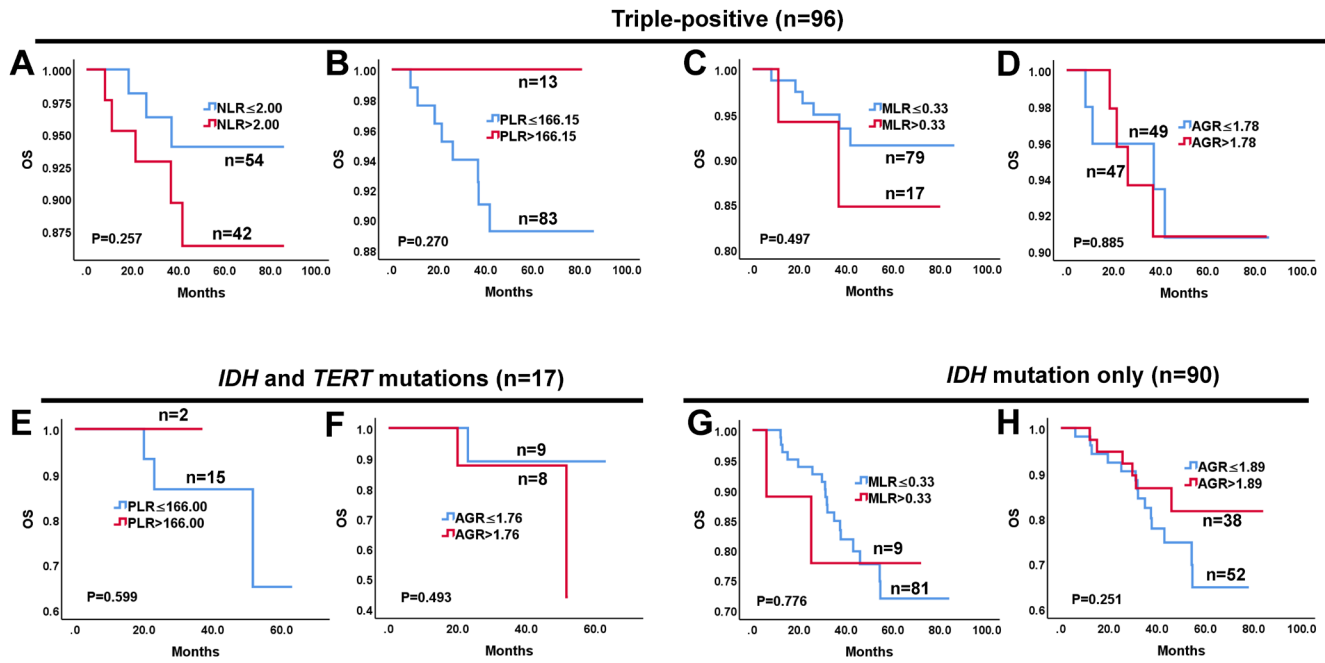 Triple-positive (n=96)
A
1.000
0.975
0.950
0.925
0.900
0.875
OS
NLR≤2.00
NLR>2.00
n=54
n=42
P=0.257
.0 20.0 40.0 60.0 80.0 100.0
Months
B
1.00
0.98
0.96
0.94
0.92
0.90
0.88
OS
n=13
PLR≤166.15
PLR>166.15
n=83
P=0.270
.0 20.0 40.0 60.0 80.0 100.0
Months
C
1.00
0.95
0.90
0.85
0.80
OS
MLR≤0.33
MLR>0.33
n=79
n=17
P=0.497
.0 20.0 40.0 60.0 80.0 100.0
Months
D
1.00
0.98
0.96
0.94
0.92
0.90
OS
n=49
AGR≤1.78
AGR>1.78
n=47
P=0.885
.0 20.0 40.0 60.0 80.0 100.0
Months
IDH and TERT mutations (n=17)
E
1.0
0.9
0.8
0.7
0.6
OS
n=2
n=15
PLR≤166.00
PLR>166.00
P=0.599
.0 20.0 40.0 60.0
Months
F
1.0
0.9
0.8
0.7
0.6
0.5
0.4
OS
n=9
n=8
AGR≤1.76
AGR>1.76
P=0.493
.0 20.0 40.0 60.0
Months
IDH mutation only (n=90)
G
1.00
0.95
0.90
0.85
0.80
0.75
0.70
OS
MLR≤0.33
MLR>0.33
n=9
n=81
P=0.776
.0 20.0 40.0 60.0 80.0 100.0
Months
H
1.0
0.9
0.8
0.7
0.6
OS
AGR≤1.89
AGR>1.89
n=38
n=52
P=0.251
.0 20.0 40.0 60.0 80.0 100.0
Months